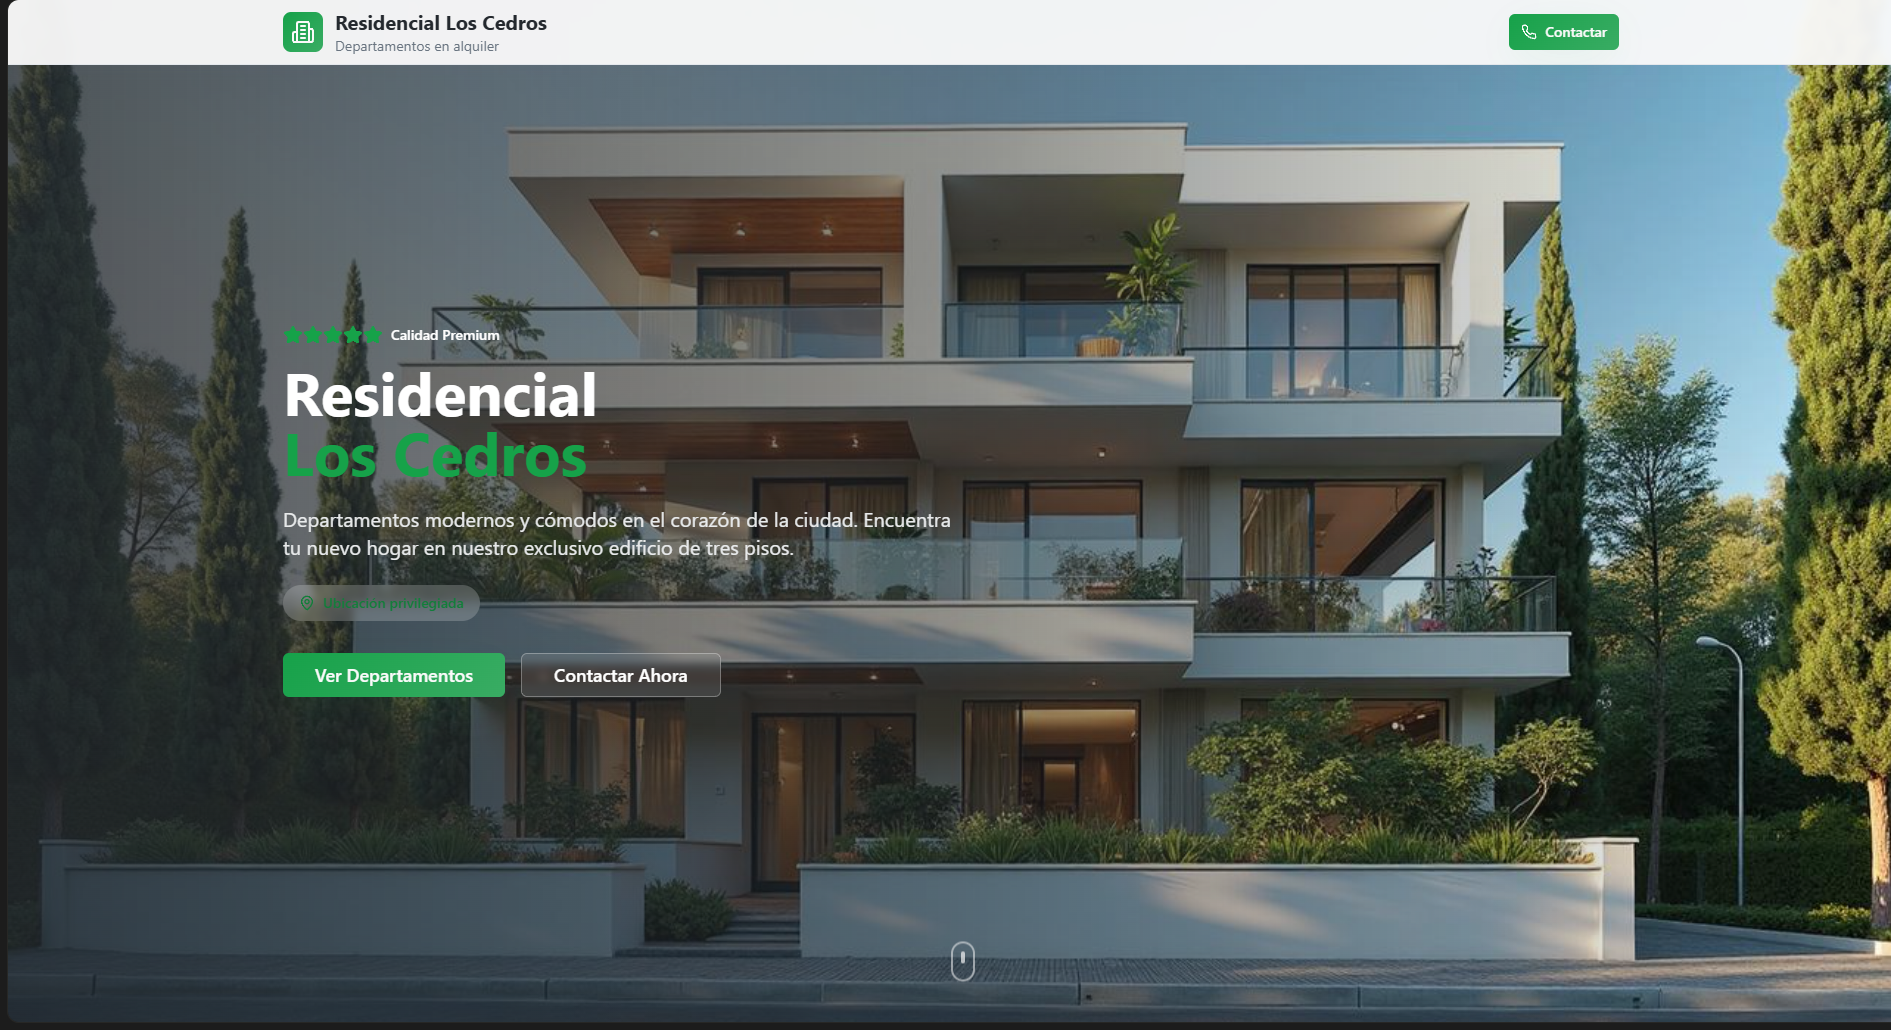 Residencial Los Cedros
Departamentos en alquiler
Contactar
Calidad Premium
Residencial
Los Cedros
Departamentos modernos y cómodos en el corazón de la ciudad. Encuentra
tu nuevo hogar en nuestro exclusivo edificio de tres pisos.
Ubicación privilegiada
Ver Departamentos
Contactar Ahora